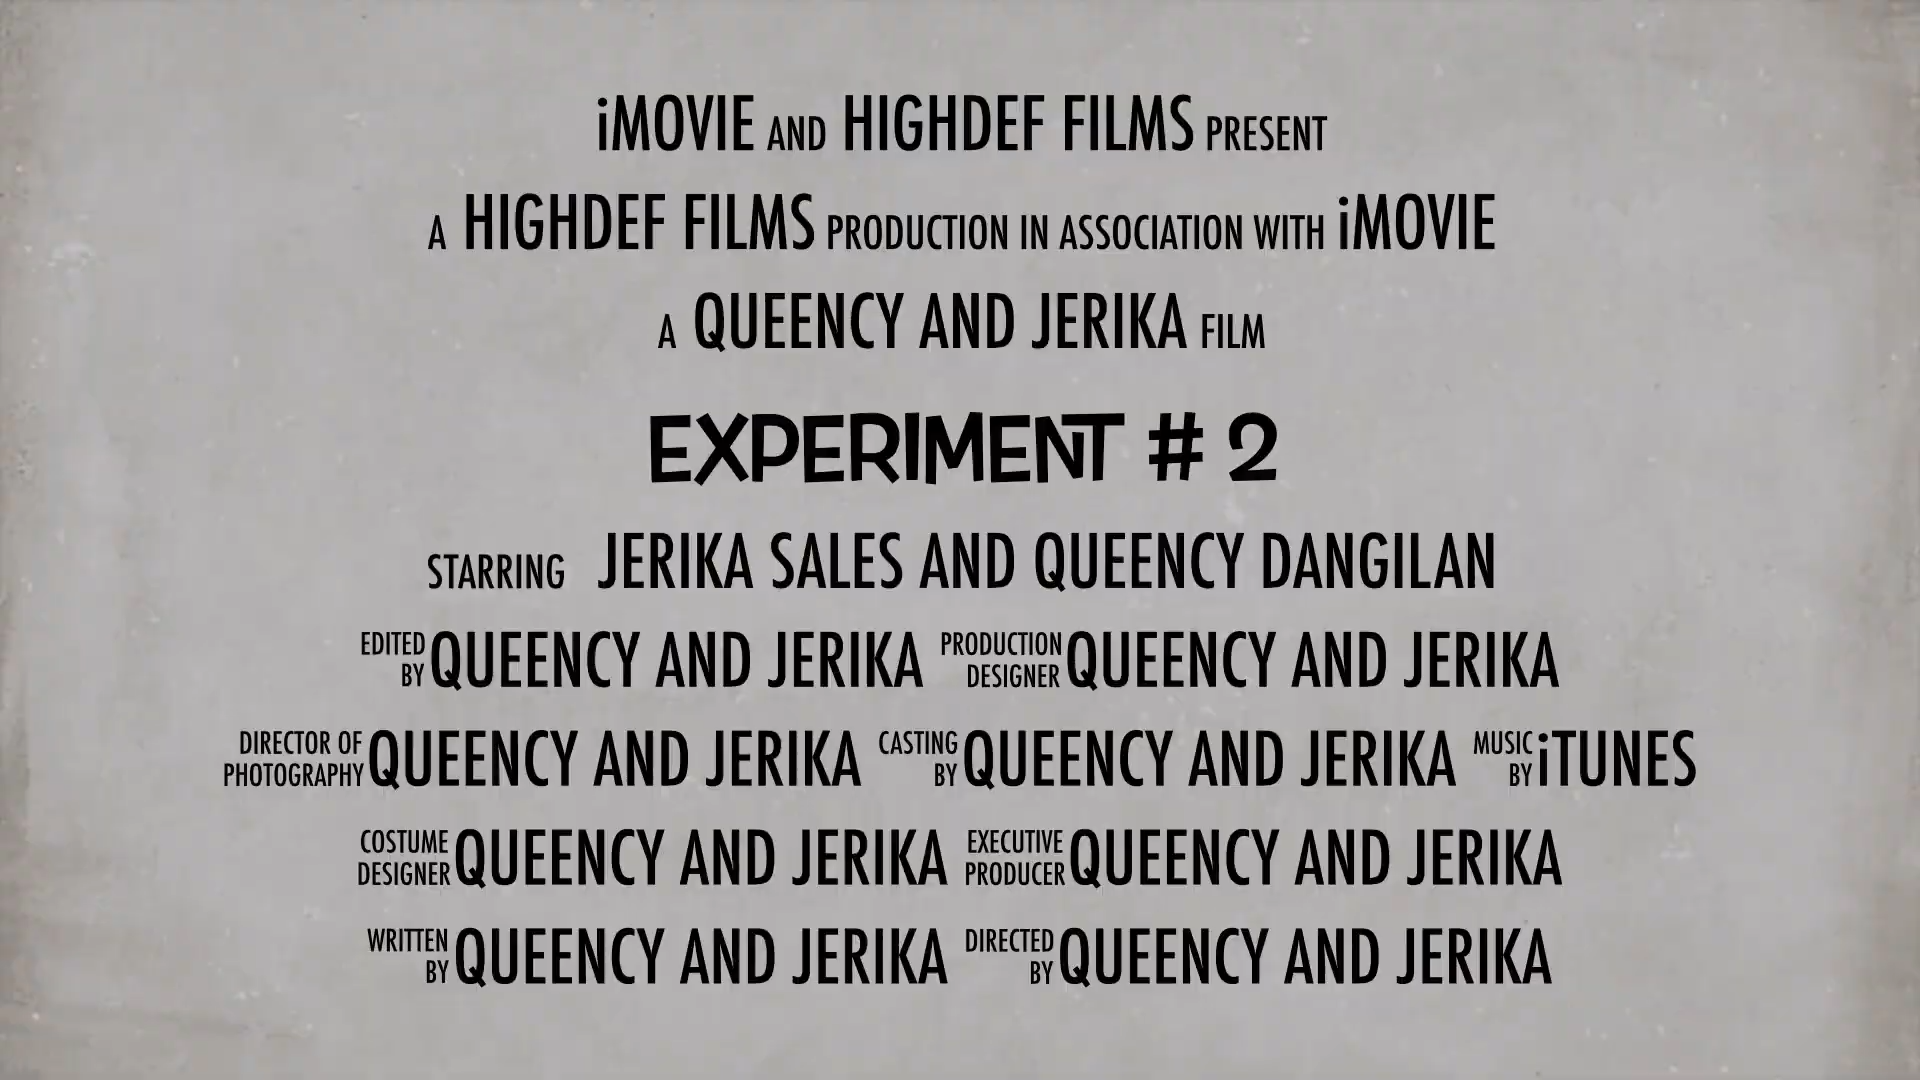 iMOVIE AND HIGHDEF FILMS PRESENT
A HIGHDEF FILMS PRODUCTION IN ASSOCIATION WITH iMOVIE
A QUEENCY AND JERIKA FILM
EXPERIMENT # 2
STARRING JERIKA SALES AND QUEENCY DANGILAN
EDITED BY QUEENCY AND JERIKA PRODUCTION DESIGNER QUEENCY AND JERIKA
DIRECTOR OF PHOTOGRAPHY QUEENCY AND JERIKA CASTING BY QUEENCY AND JERIKA MUSIC BY iTUNES
COSTUME DESIGNER QUEENCY AND JERIKA EXECUTIVE PRODUCER QUEENCY AND JERIKA
WRITTEN BY QUEENCY AND JERIKA DIRECTED BY QUEENCY AND JERIKA